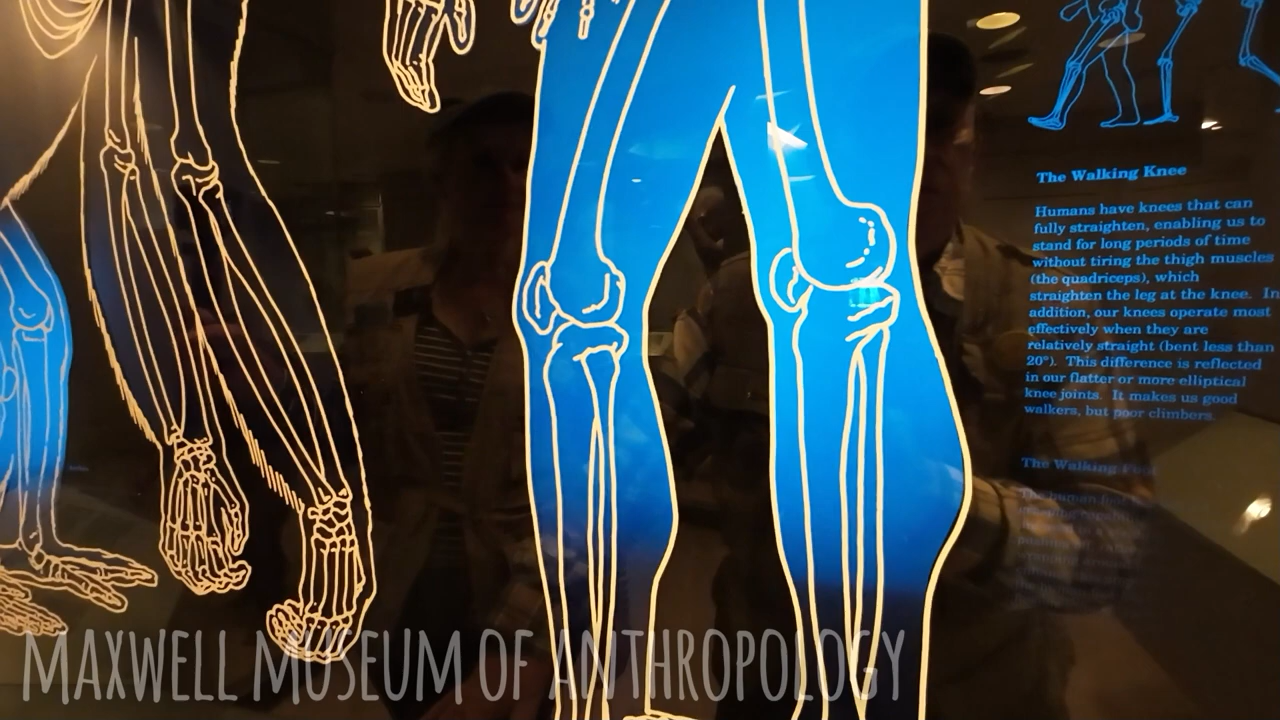 The Walking Knee
Humans have knees that can
fully straighten, enabling us to
stand for long periods of time
without tiring the thigh muscles
(the quadriceps), which
straighten the leg at the knee. In
addition, our knees operate most
effectively when they are
relatively straight (bent less than
20°). This difference is reflected
in our flatter or more elliptical
knee joints. It makes us good
walkers, but poor climbers.
The Walking Foot
The human
MAXWELL MUSEUM OF ANTHROPOLOGY